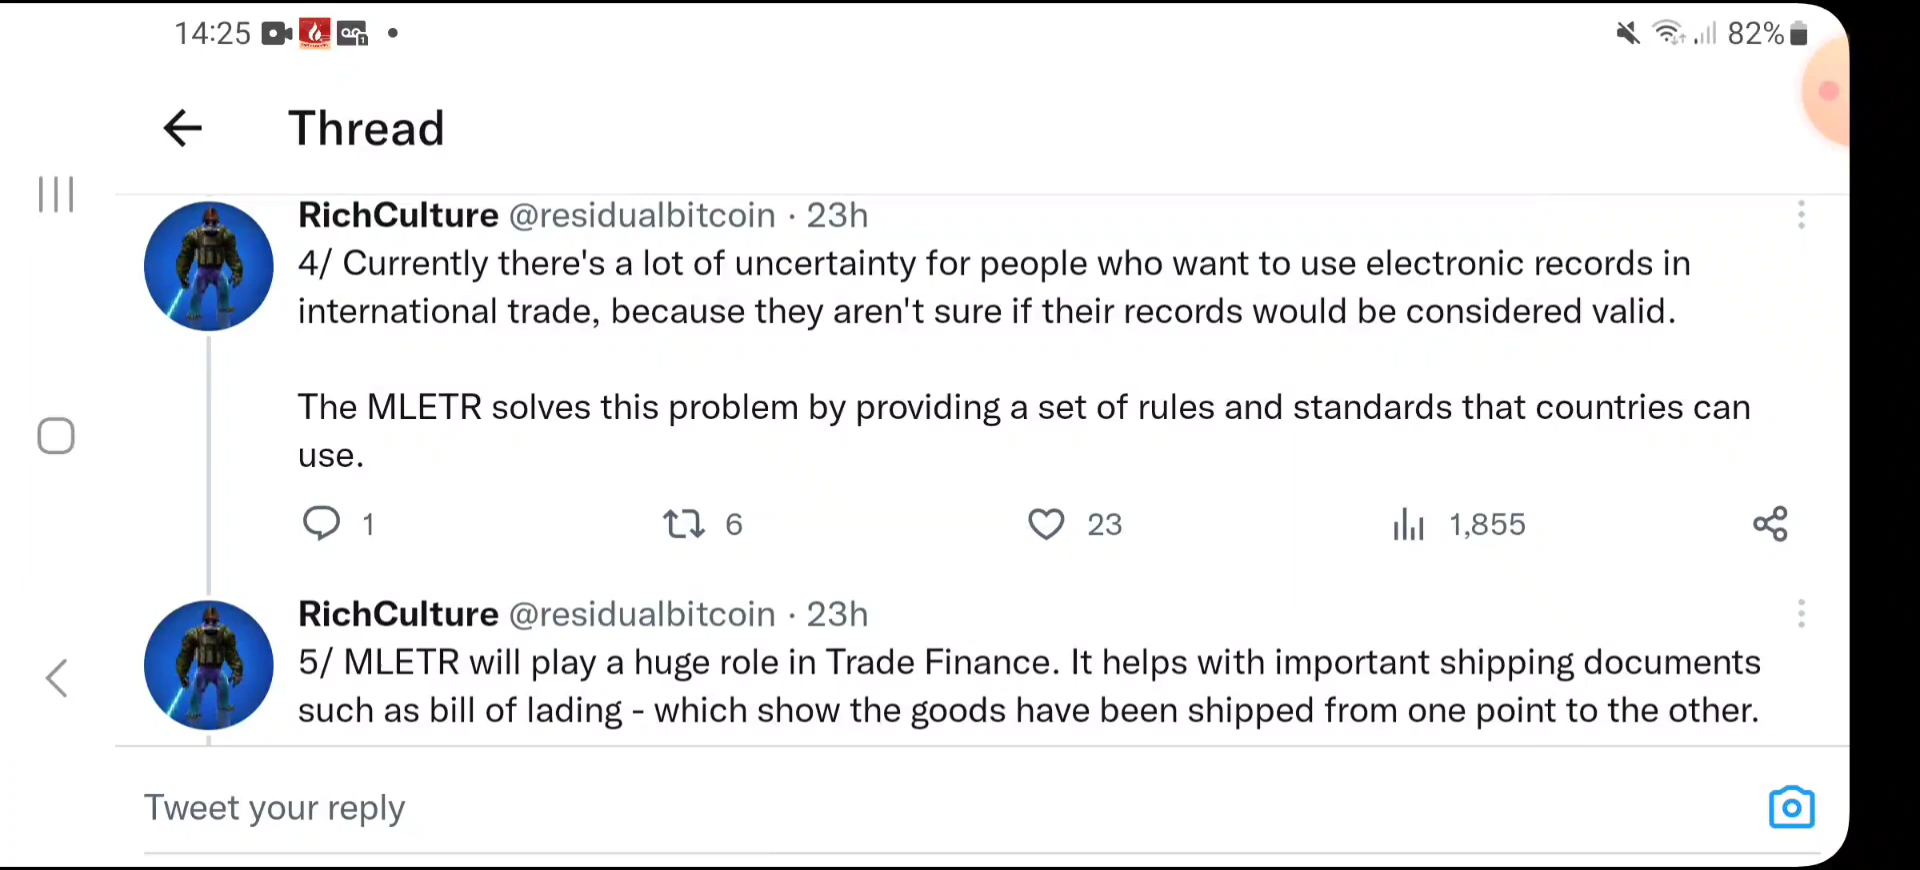 14:25
82%
Thread
RichCulture @residualbitcoin · 23h
4/ Currently there's a lot of uncertainty for people who want to use electronic records in
international trade, because they aren't sure if their records would be considered valid.
The MLETR solves this problem by providing a set of rules and standards that countries can
use.
1 6 23 1,855
RichCulture @residualbitcoin · 23h
5/ MLETR will play a huge role in Trade Finance. It helps with important shipping documents
such as bill of lading - which show the goods have been shipped from one point to the other.
Tweet your reply